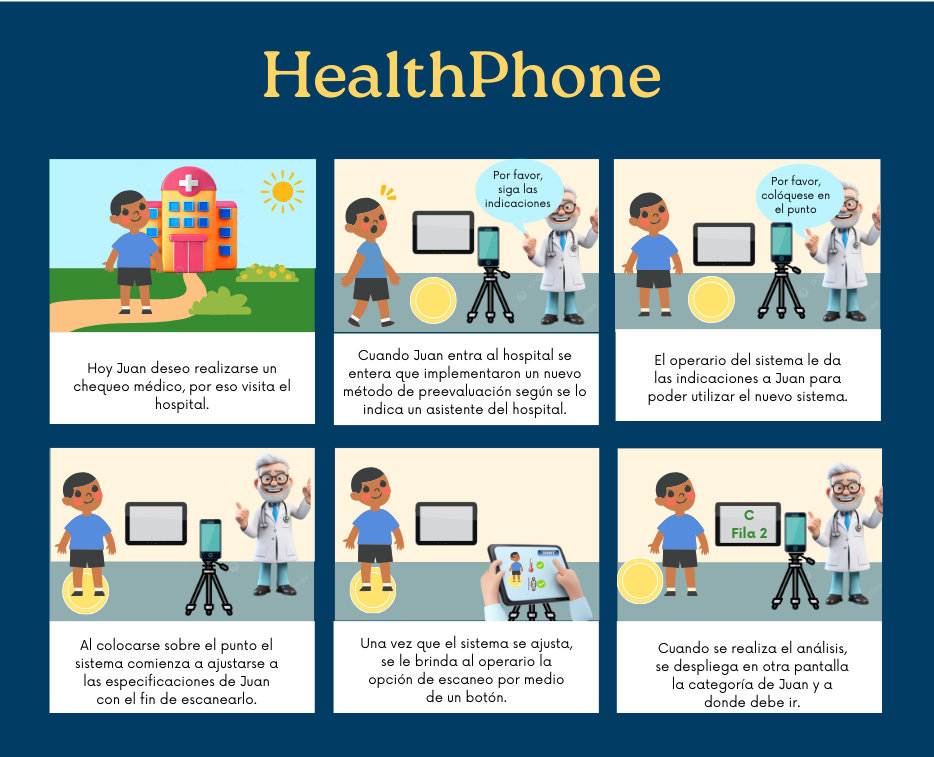 HealthPhone
Hoy Juan deseo realizarse un
chequeo médico, por eso visita el
hospital.
Por favor,
siga las
indicaciones
Cuando Juan entra al hospital se
entera que implementaron un nuevo
método de preevaluación según se lo
indica un asistente del hospital.
Por favor,
colóquese en
el punto
El operario del sistema le da
las indicaciones a Juan para
poder utilizar el nuevo sistema.
Al colocarse sobre el punto el
sistema comienza a ajustarse a
las especificaciones de Juan
con el fin de escanearlo.
Una vez que el sistema se ajusta,
se le brinda al operario la
opción de escaneo por medio
de un botón.
C
Fila 2
Cuando se realiza el análisis,
se despliega en otra pantalla
la categoría de Juan y a
donde debe ir.